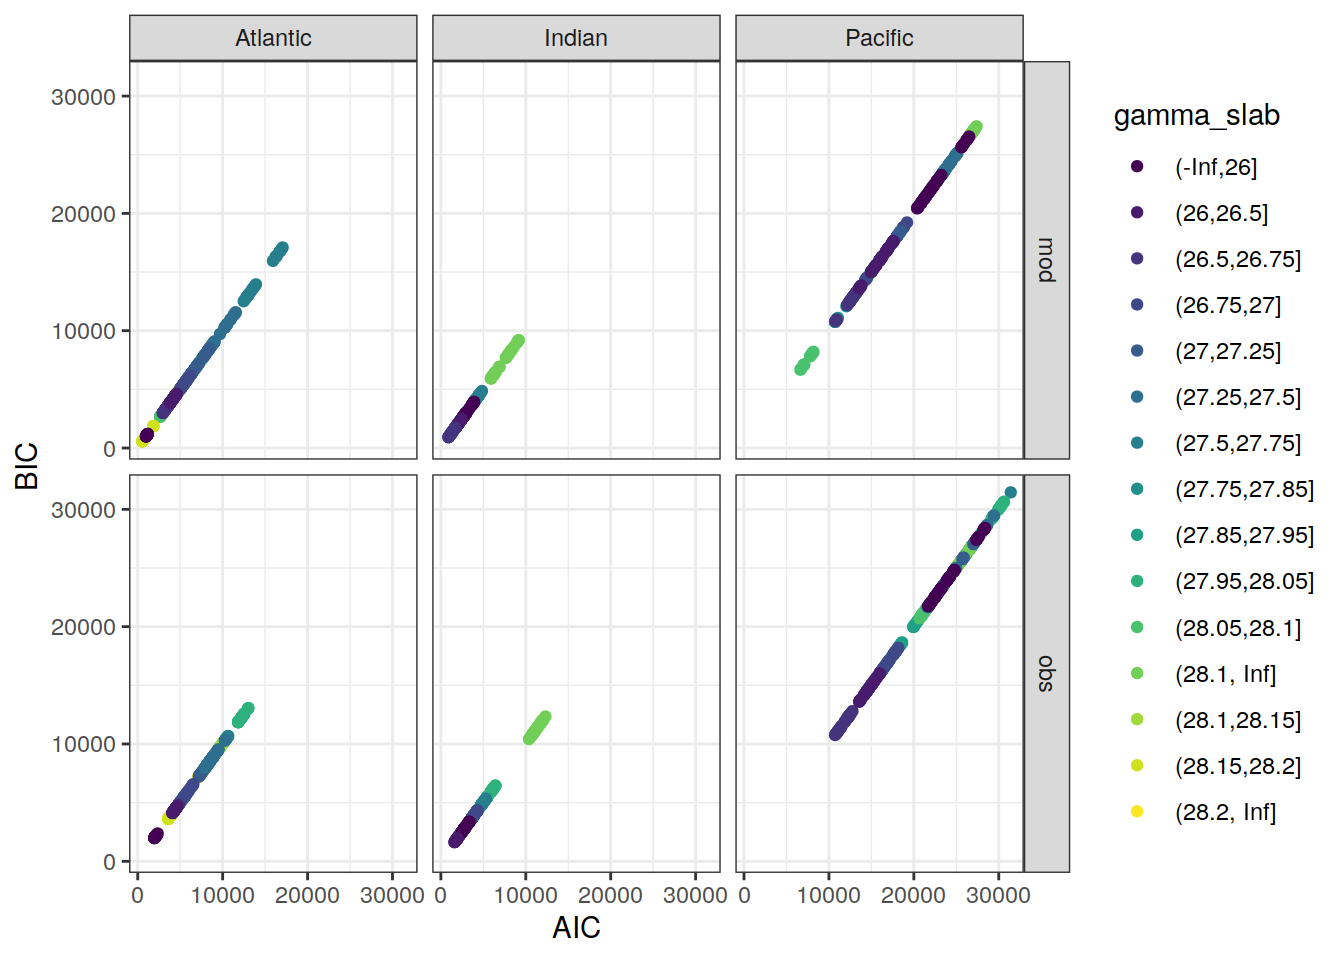 Atlantic
Indian
Pacific
mod
obs
30000
20000
10000
0
30000
20000
10000
0
BIC
0
10000
20000
30000
0
10000
20000
30000
0
10000
20000
30000
AIC
gamma_slab
(-Inf,26]
(26,26.5]
(26.5,26.75]
(26.75,27]
(27,27.25]
(27.25,27.5]
(27.5,27.75]
(27.75,27.85]
(27.85,27.95]
(27.95,28.05]
(28.05,28.1]
(28.1, Inf]
(28.1,28.15]
(28.15,28.2]
(28.2, Inf]